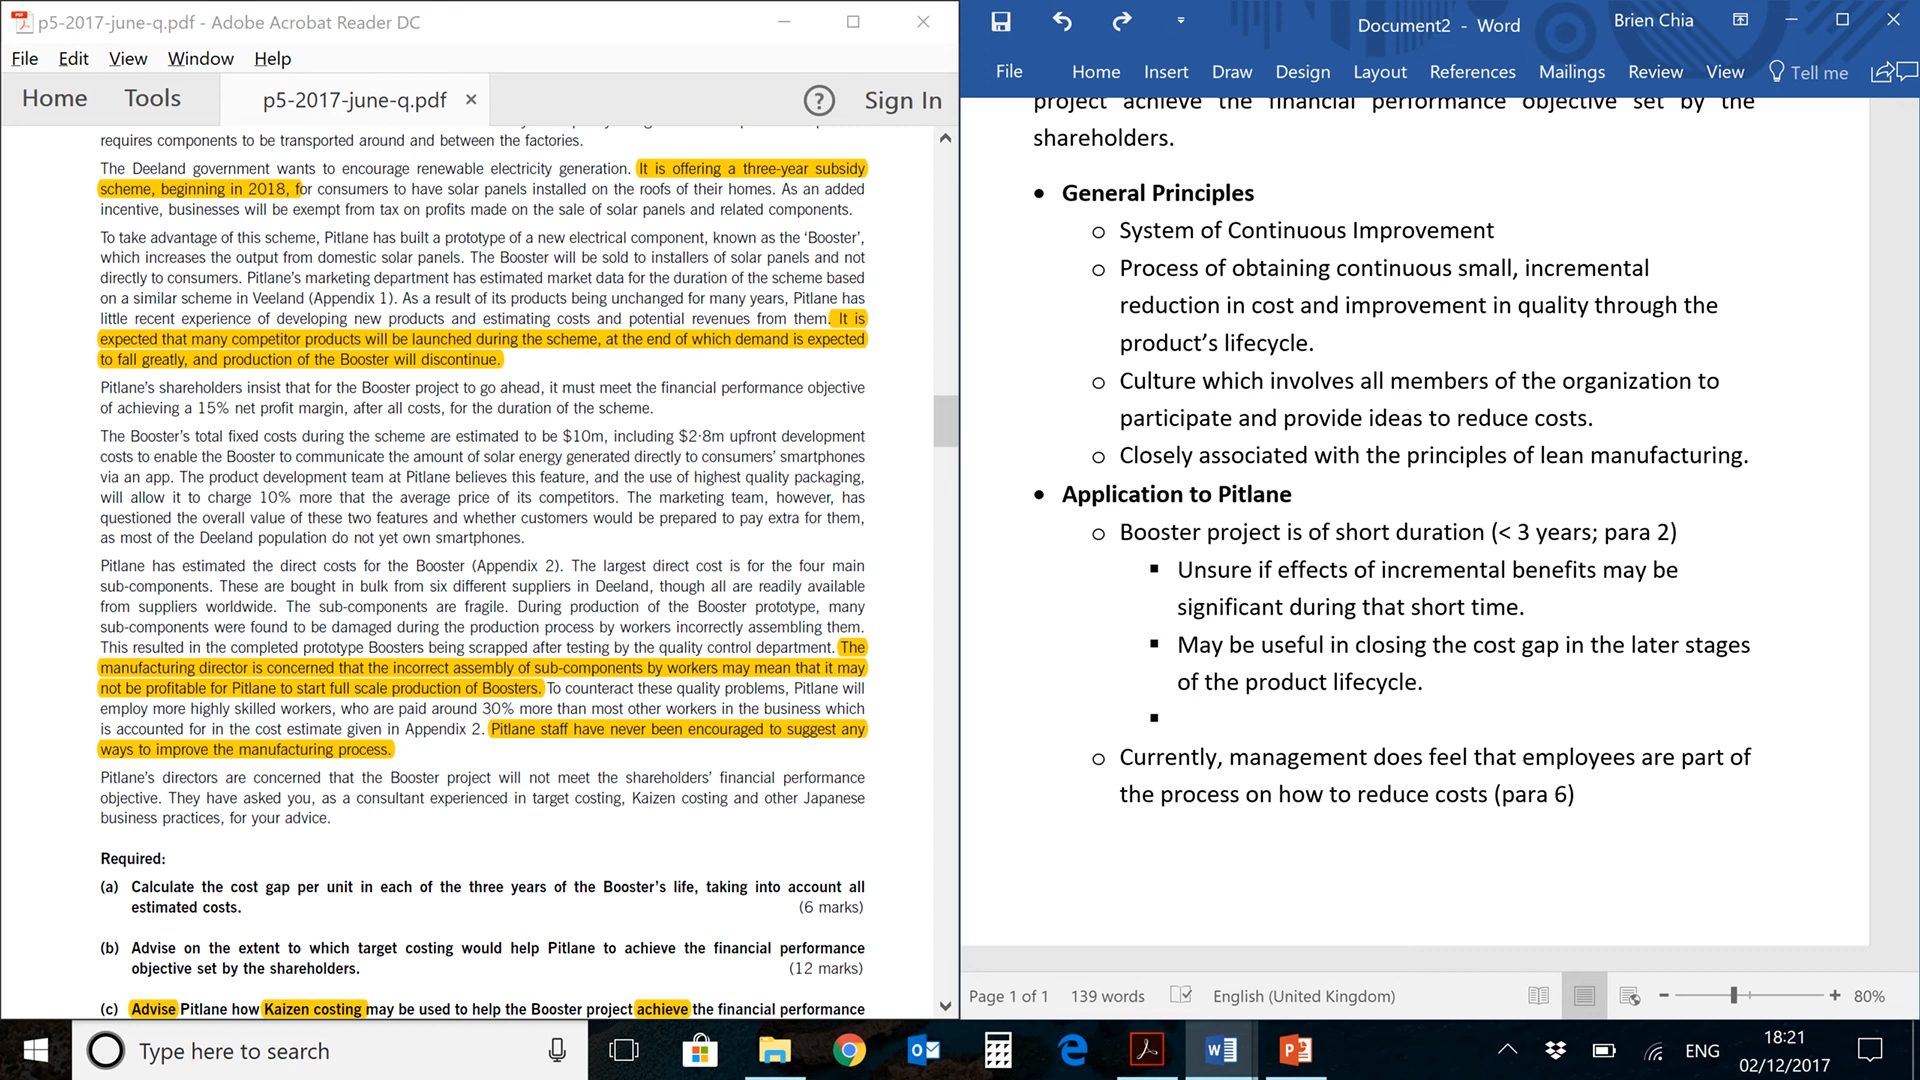 p5-2017-june-q.pdf - Adobe Acrobat Reader DC
File Edit View Window Help
Home Tools p5-2017-june-q.pdf × ? Sign In
requires components to be transported around and between the factories.
The Deeland government wants to encourage renewable electricity generation. It is offering a three-year subsidy
scheme, beginning in 2018, for consumers to have solar panels installed on the roofs of their homes. As an added
incentive, businesses will be exempt from tax on profits made on the sale of solar panels and related components.
To take advantage of this scheme, Pitlane has built a prototype of a new electrical component, known as the 'Booster',
which increases the output from domestic solar panels. The Booster will be sold to installers of solar panels and not
directly to consumers. Pitlane's marketing department has estimated market data for the duration of the scheme based
on a similar scheme in Veeland (Appendix 1). As a result of its products being unchanged for many years, Pitlane has
little recent experience of developing new products and estimating costs and potential revenues from them. It is
expected that many competitor products will be launched during the scheme, at the end of which demand is expected
to fall greatly, and production of the Booster will discontinue.
Pitlane's shareholders insist that for the Booster project to go ahead, it must meet the financial performance objective
of achieving a 15% net profit margin, after all costs, for the duration of the scheme.
The Booster's total fixed costs during the scheme are estimated to be $10m, including $2·8m upfront development
costs to enable the Booster to communicate the amount of solar energy generated directly to consumers' smartphones
via an app. The product development team at Pitlane believes this feature, and the use of highest quality packaging,
will allow it to charge 10% more that the average price of its competitors. The marketing team, however, has
questioned the overall value of these two features and whether customers would be prepared to pay extra for them,
as most of the Deeland population do not yet own smartphones.
Pitlane has estimated the direct costs for the Booster (Appendix 2). The largest direct cost is for the four main
sub-components. These are bought in bulk from six different suppliers in Deeland, though all are readily available
from suppliers worldwide. The sub-components are fragile. During production of the Booster prototype, many
sub-components were found to be damaged during the production process by workers incorrectly assembling them.
This resulted in the completed prototype Boosters being scrapped after testing by the quality control department. The
manufacturing director is concerned that the incorrect assembly of sub-components by workers may mean that it may
not be profitable for Pitlane to start full scale production of Boosters. To counteract these quality problems, Pitlane will
employ more highly skilled workers, who are paid around 30% more than most other workers in the business which
is accounted for in the cost estimate given in Appendix 2. Pitlane staff have never been encouraged to suggest any
ways to improve the manufacturing process.
Pitlane's directors are concerned that the Booster project will not meet the shareholders' financial performance
objective. They have asked you, as a consultant experienced in target costing, Kaizen costing and other Japanese
business practices, for your advice.
Required:
(a) Calculate the cost gap per unit in each of the three years of the Booster's life, taking into account all
estimated costs. (6 marks)
(b) Advise on the extent to which target costing would help Pitlane to achieve the financial performance
objective set by the shareholders. (12 marks)
(c) Advise Pitlane how Kaizen costing may be used to help the Booster project achieve the financial performance
Document2 - Word
Brien Chia
File Home Insert Draw Design Layout References Mailings Review View Tell me
project achieve the financial performance objective set by the
shareholders.
• General Principles
o System of Continuous Improvement
o Process of obtaining continuous small, incremental
reduction in cost and improvement in quality through the
product's lifecycle.
o Culture which involves all members of the organization to
participate and provide ideas to reduce costs.
o Closely associated with the principles of lean manufacturing.
• Application to Pitlane
o Booster project is of short duration (< 3 years; para 2)
▪ Unsure if effects of incremental benefits may be
significant during that short time.
▪ May be useful in closing the cost gap in the later stages
of the product lifecycle.
▪
o Currently, management does feel that employees are part of
the process on how to reduce costs (para 6)
Page 1 of 1 139 words English (United Kingdom) 80%
Type here to search
ENG
18:21
02/12/2017